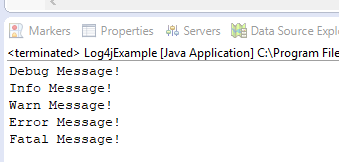 Markers Properties Servers Data Source Explo
<terminated> Log4jExample [Java Application] C:\Program File
Debug Message!
Info Message!
Warn Message!
Error Message!
Fatal Message!